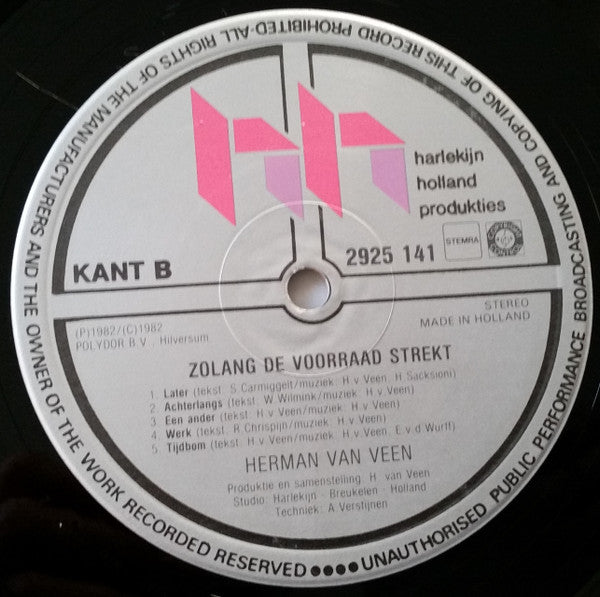 harlekijn
holland
produkties
KANT B
2925 141
STEMRA
STEREO
MADE IN HOLLAND
(P)1982/(C)1982
POLYDOR B.V., Hilversum
ZOLANG DE VOORRAAD STREKT
1. Later (tekst: S. Carmiggelt/muziek: H. v Veen. H Sacksioni)
2. Achterlangs (tekst: W. Wilmink/muziek: H. v Veen)
3. Een ander (tekst: H v Veen/muziek: H. v Veen)
4. Werk (tekst: R. Chrispijn/muziek: H. v Veen)
5. Tijdbom (tekst: H v Veen/muziek: H. v Veen. E. v d Wurff)
HERMAN VAN VEEN
Produktie en samenstelling: H. van Veen
Studio: Harlekijn - Breukelen - Holland
Techniek: A Verstijnen
ALL RIGHTS OF THE MANUFACTURERS AND THE OWNER OF THE WORK RECORDED RESERVED •••• UNAUTHORISED PUBLIC PERFORMANCE BROADCASTING AND COPYING OF THIS RECORD PROHIBITED-